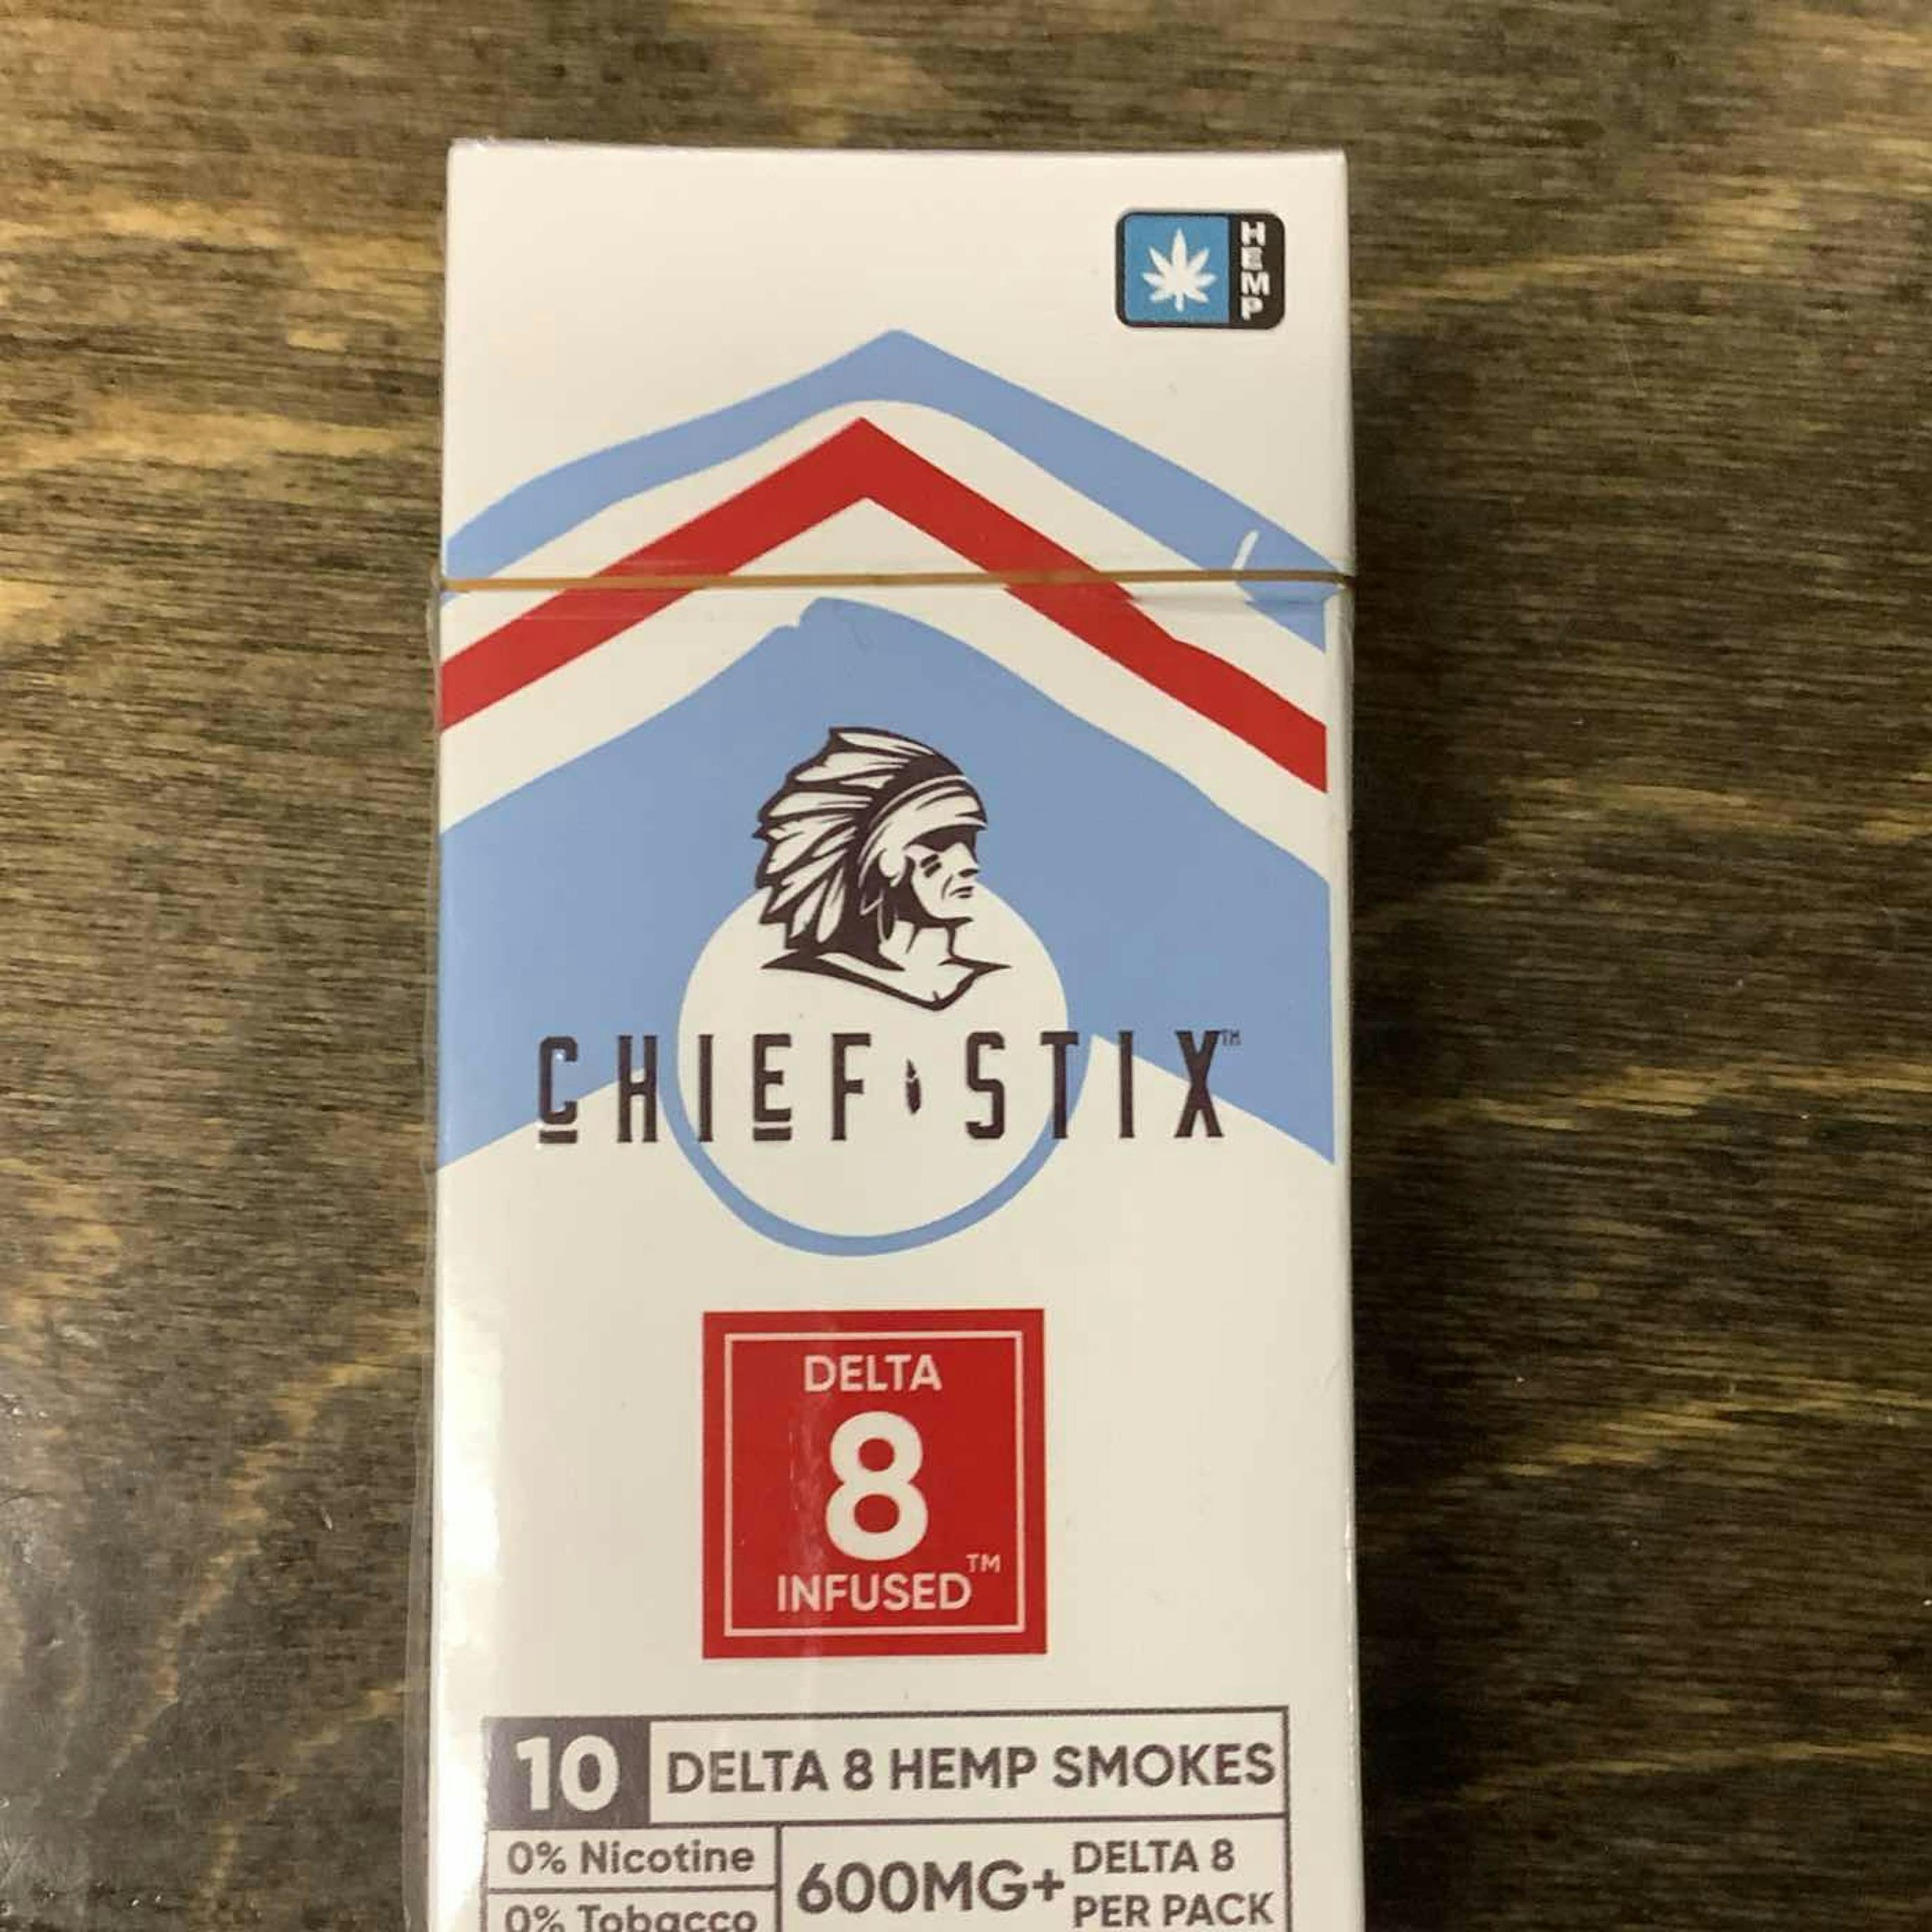 HEMP
CHIEF STIX™
DELTA
8
INFUSED™
10 DELTA 8 HEMP SMOKES
0% Nicotine
0% Tobacco
600MG+ DELTA 8
PER PACK